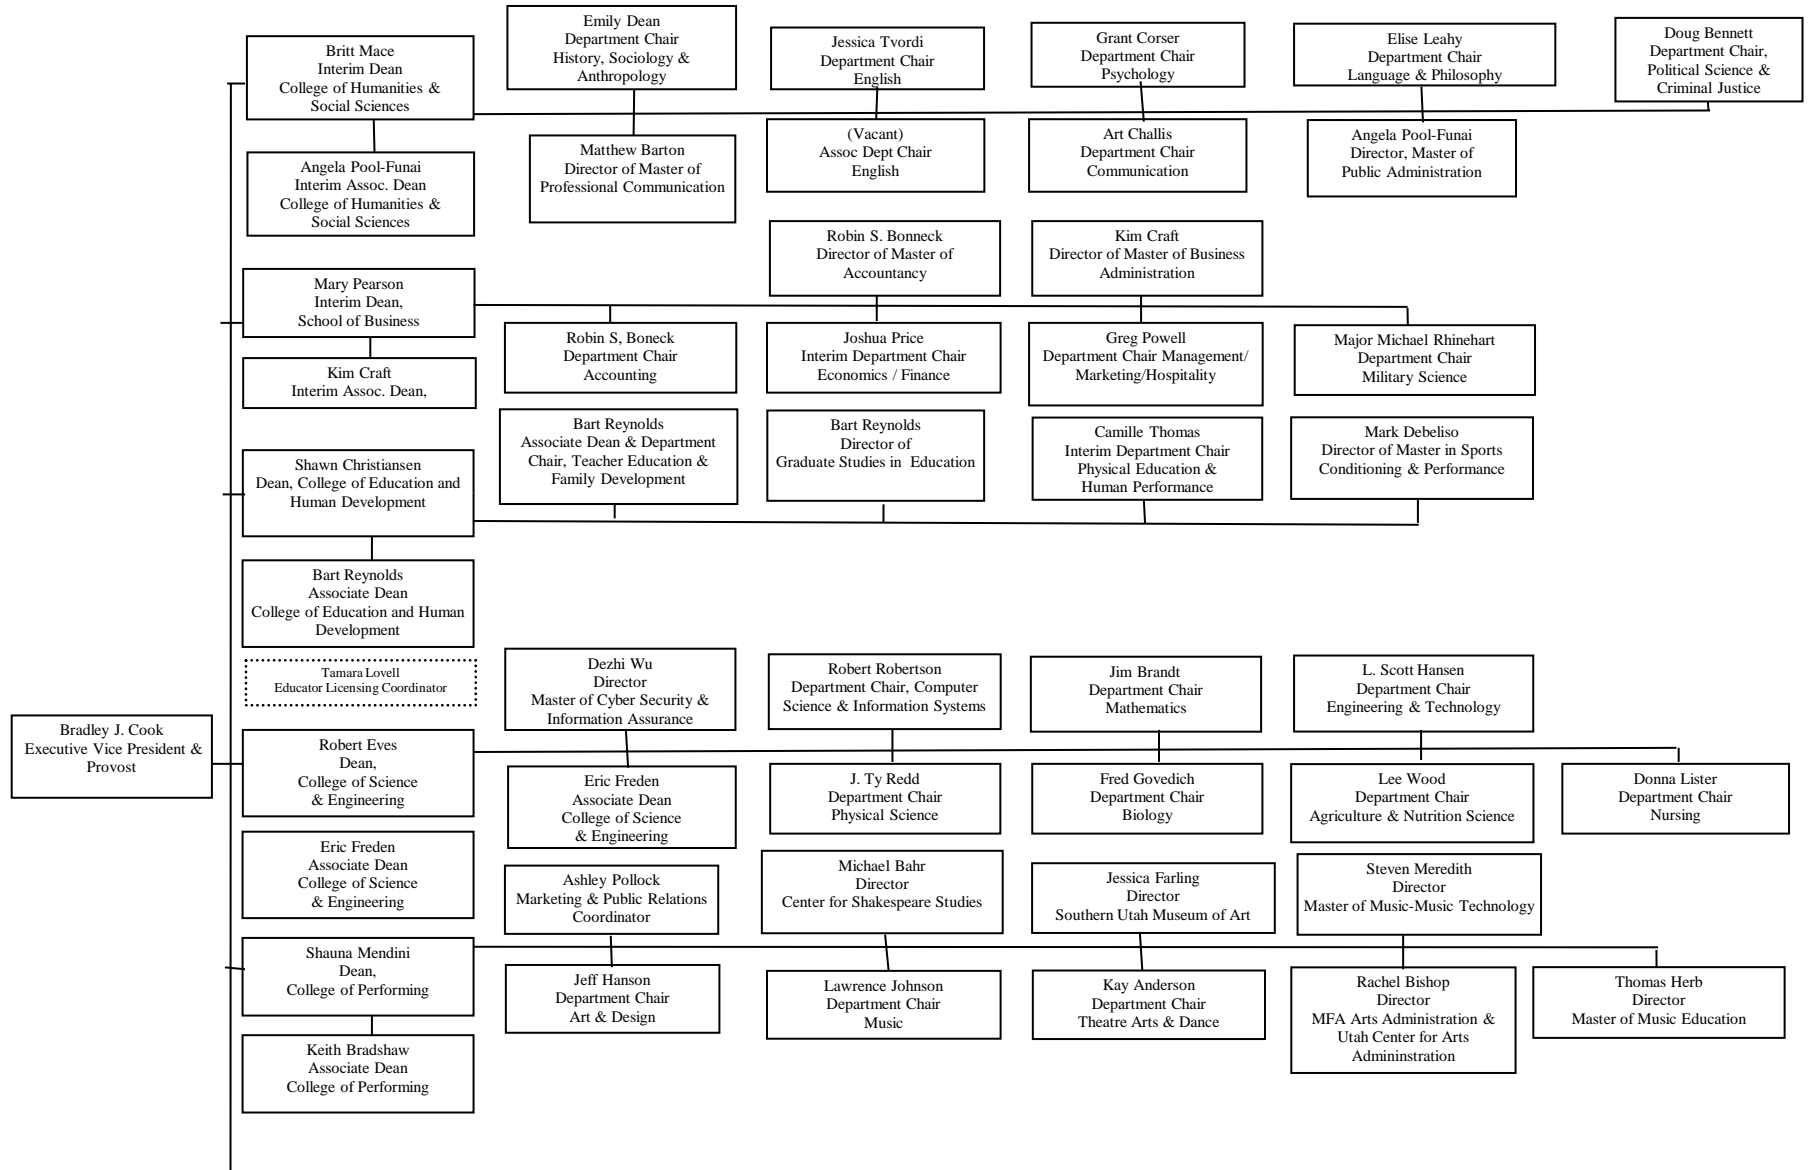 Britt Mace
Interim Dean
College of Humanities &
Social Sciences
Emily Dean
Department Chair
History, Sociology &
Anthropology
Jessica Tvordi
Department Chair
English
Grant Corser
Department Chair
Psychology
Elise Leahy
Department Chair
Language & Philosophy
Doug Bennett
Department Chair,
Political Science &
Criminal Justice
Angela Pool-Funai
Interim Assoc. Dean
College of Humanities &
Social Sciences
Matthew Barton
Director of Master of
Professional Communication
(Vacant)
Assoc Dept Chair
English
Art Challis
Department Chair
Communication
Angela Pool-Funai
Director, Master of
Public Administration
Robin S. Bonneck
Director of Master of
Accountancy
Kim Craft
Director of Master of Business
Administration
Mary Pearson
Interim Dean,
School of Business
Robin S, Boneck
Department Chair
Accounting
Joshua Price
Interim Department Chair
Economics / Finance
Greg Powell
Department Chair Management/
Marketing/Hospitality
Major Michael Rhinehart
Department Chair
Military Science
Kim Craft
Interim Assoc. Dean,
Bart Reynolds
Associate Dean & Department
Chair, Teacher Education &
Family Development
Bart Reynolds
Director of
Graduate Studies in Education
Camille Thomas
Interim Department Chair
Physical Education &
Human Performance
Mark Debeliso
Director of Master in Sports
Conditioning & Performance
Shawn Christiansen
Dean, College of Education and
Human Development
Bart Reynolds
Associate Dean
College of Education and Human
Development
Tamara Lovell
Educator Licensing Coordinator
Dezhi Wu
Director
Master of Cyber Security &
Information Assurance
Robert Robertson
Department Chair, Computer
Science & Information Systems
Jim Brandt
Department Chair
Mathematics
L. Scott Hansen
Department Chair
Engineering & Technology
Bradley J. Cook
Executive Vice President &
Provost
Robert Eves
Dean,
College of Science
& Engineering
Eric Freden
Associate Dean
College of Science
& Engineering
J. Ty Redd
Department Chair
Physical Science
Fred Govedich
Department Chair
Biology
Lee Wood
Department Chair
Agriculture & Nutrition Science
Donna Lister
Department Chair
Nursing
Eric Freden
Associate Dean
College of Science
& Engineering
Ashley Pollock
Marketing & Public Relations
Coordinator
Michael Bahr
Director
Center for Shakespeare Studies
Jessica Farling
Director
Southern Utah Museum of Art
Steven Meredith
Director
Master of Music-Music Technology
Shauna Mendini
Dean,
College of Performing
Jeff Hanson
Department Chair
Art & Design
Lawrence Johnson
Department Chair
Music
Kay Anderson
Department Chair
Theatre Arts & Dance
Rachel Bishop
Director
MFA Arts Administration &
Utah Center for Arts
Admininstration
Thomas Herb
Director
Master of Music Education
Keith Bradshaw
Associate Dean
College of Performing